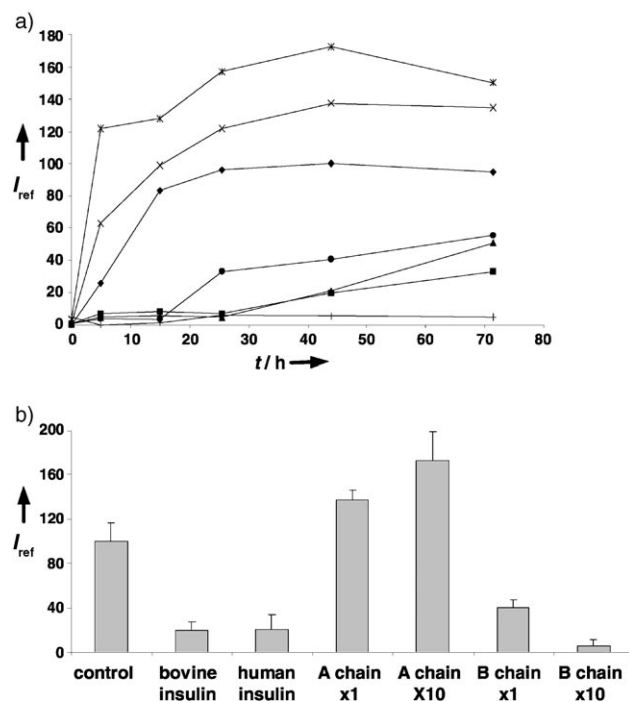 a)
180
160
140
120
100
80
60
40
20
0
I ref
0 10 20 30 40 50 60 70 80
t / h
b)
200
160
120
80
40
0
I ref
control bovine insulin human insulin A chain x1 A chain X10 B chain x1 B chain x10